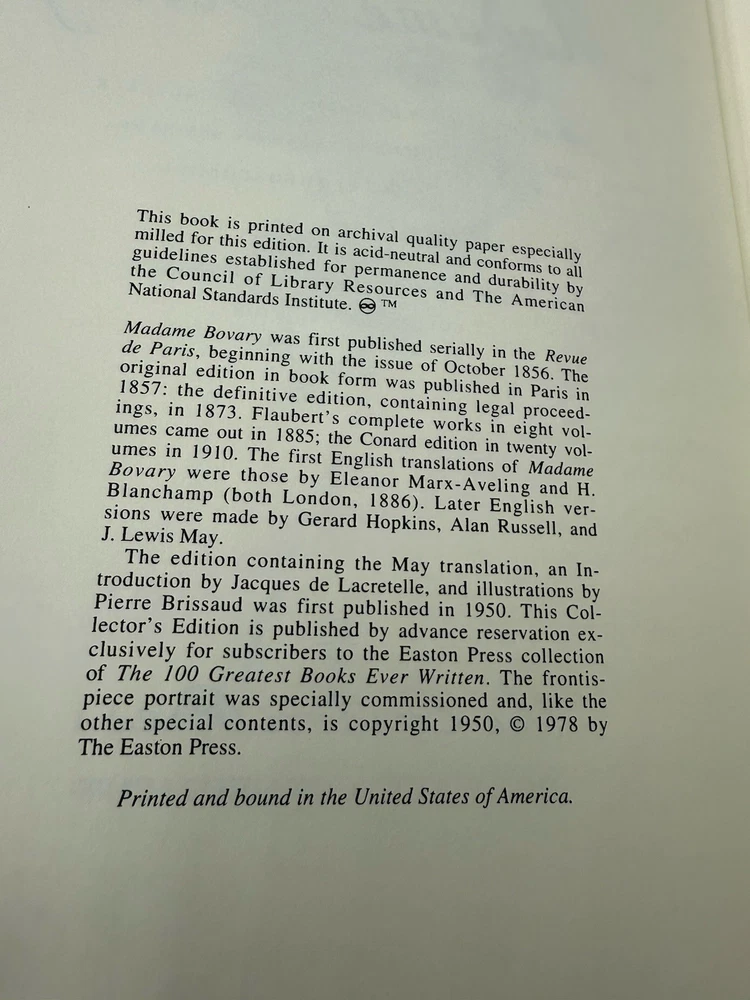 This book is printed on archival quality paper especially
milled for this edition. It is acid-neutral and conforms to all
guidelines established for permanence and durability by
the Council of Library Resources and The American
National Standards Institute. ♾ ™
Madame Bovary was first published serially in the Revue
de Paris, beginning with the issue of October 1856. The
original edition in book form was published in Paris in
1857: the definitive edition, containing legal proceed-
ings, in 1873. Flaubert's complete works in eight vol-
umes came out in 1885; the Conard edition in twenty vol-
umes in 1910. The first English translations of Madame
Bovary were those by Eleanor Marx-Aveling and H.
Blanchamp (both London, 1886). Later English ver-
sions were made by Gerard Hopkins, Alan Russell, and
J. Lewis May.
The edition containing the May translation, an In-
troduction by Jacques de Lacretelle, and illustrations by
Pierre Brissaud was first published in 1950. This Col-
lector's Edition is published by advance reservation ex-
clusively for subscribers to the Easton Press collection
of The 100 Greatest Books Ever Written. The frontis-
piece portrait was specially commissioned and, like the
other special contents, is copyright 1950, © 1978 by
The Easton Press.
Printed and bound in the United States of America.